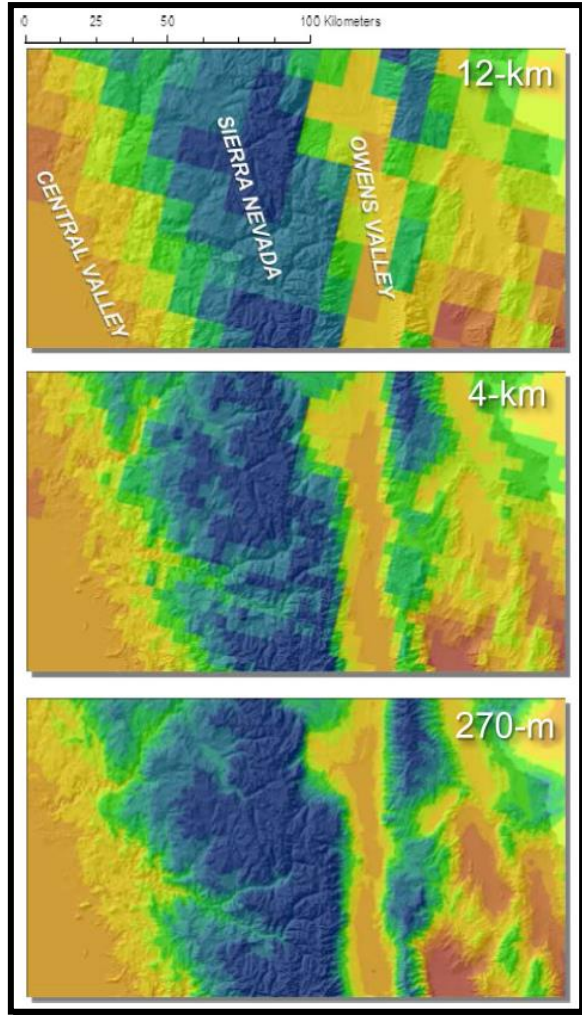 0 25 50 100 Kilometers
12-km
SIERRA NEVADA
OWENS VALLEY
CENTRAL VALLEY
4-km
270-m